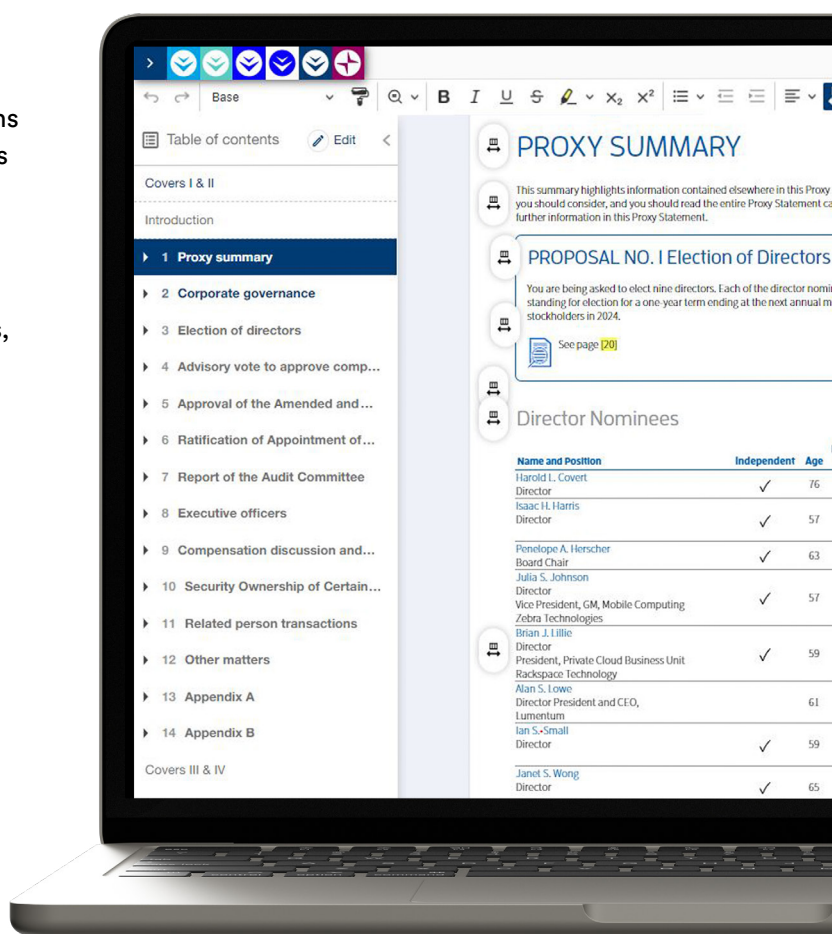 ns
s
s,
Base
B I U S X₂ X²
Table of contents Edit
Covers I & II
Introduction
1 Proxy summary
2 Corporate governance
3 Election of directors
4 Advisory vote to approve comp...
5 Approval of the Amended and...
6 Ratification of Appointment of...
7 Report of the Audit Committee
8 Executive officers
9 Compensation discussion and...
10 Security Ownership of Certain...
11 Related person transactions
12 Other matters
13 Appendix A
14 Appendix B
Covers III & IV
PROXY SUMMARY
This summary highlights information contained elsewhere in this Proxy
you should consider, and you should read the entire Proxy Statement ca
further information in this Proxy Statement.
PROPOSAL NO. I Election of Directors
You are being asked to elect nine directors. Each of the director nomin
standing for election for a one-year term ending at the next annual m
stockholders in 2024.
See page [20]
Director Nominees
Name and Position Independent Age
Harold L. Covert
Director ✓ 76
Isaac H. Harris
Director ✓ 57
Penelope A. Herscher
Board Chair ✓ 63
Julia S. Johnson
Director
Vice President, GM, Mobile Computing ✓ 57
Zebra Technologies
Brian J. Lillie
Director
President, Private Cloud Business Unit ✓ 59
Rackspace Technology
Alan S. Lowe
Director President and CEO, 61
Lumentum
Ian S.•Small
Director ✓ 59
Janet S. Wong
Director ✓ 65